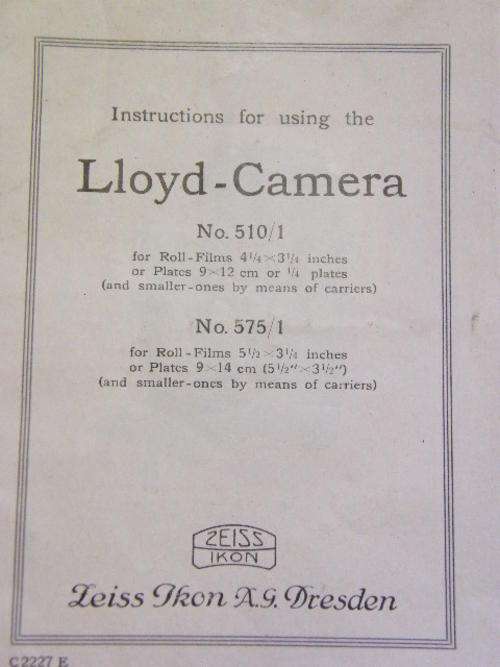 Instructions for using the
Lloyd-Camera
No. 510/1
for Roll-Films 4¼×3¼ inches
or Plates 9×12 cm or ¼ plates
(and smaller-ones by means of carriers)
No. 575/1
for Roll-Films 5½×3¼ inches
or Plates 9×14 cm (5½"×3½")
(and smaller-ones by means of carriers)
ZEISS
IKON
Zeiss Ikon A.G. Dresden
C 2227 E